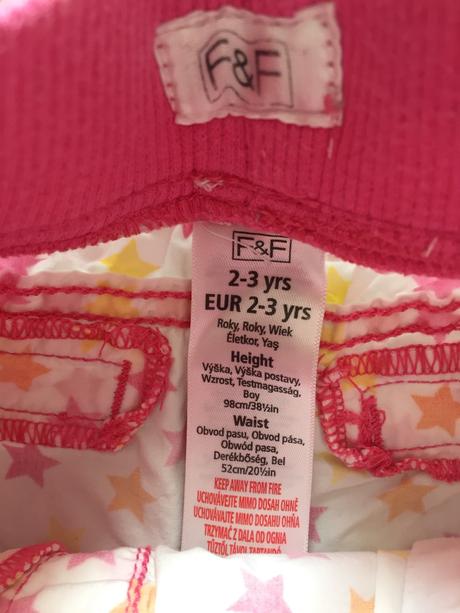 F&F
F&F
2-3 yrs
EUR 2-3 yrs
Roky, Roky, Wiek
Életkor, Yaş
Height
Výška, Výška postavy,
Wzrost, Testmagasság,
Boy
98cm/38½in
Waist
Obvod pasu, Obvod pása,
Obwód pasa,
Derékbőség, Bel
52cm/20½in
KEEP AWAY FROM FIRE
UCHOVÁVEJTE MIMO DOSAH OHNĚ
UCHOVÁVAJTE MIMO DOSAHU OHŇA
TRZYMAĆ Z DALA OD OGNIA
TŰZTŐL TÁVOL TARTANDÓ